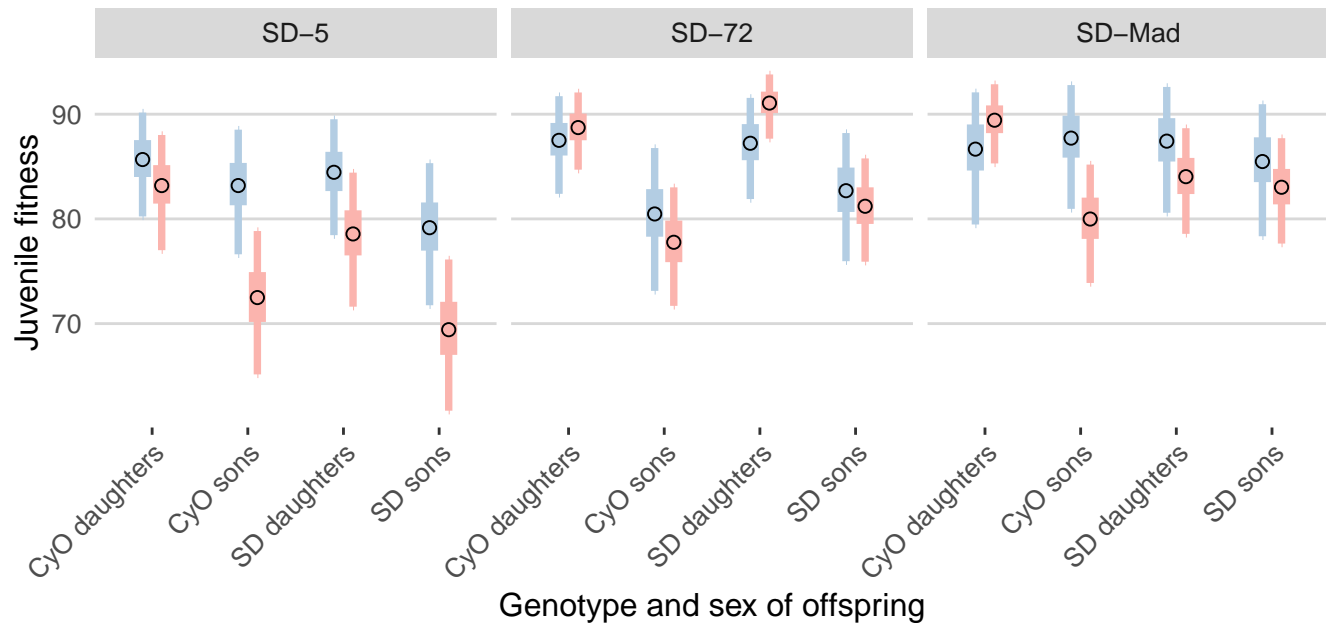 SD−5 SD−72 SD−Mad
90
80
70
Juvenile fitness
CyO daughters CyO sons SD daughters SD sons CyO daughters CyO sons SD daughters SD sons CyO daughters CyO sons SD daughters SD sons
Genotype and sex of offspring